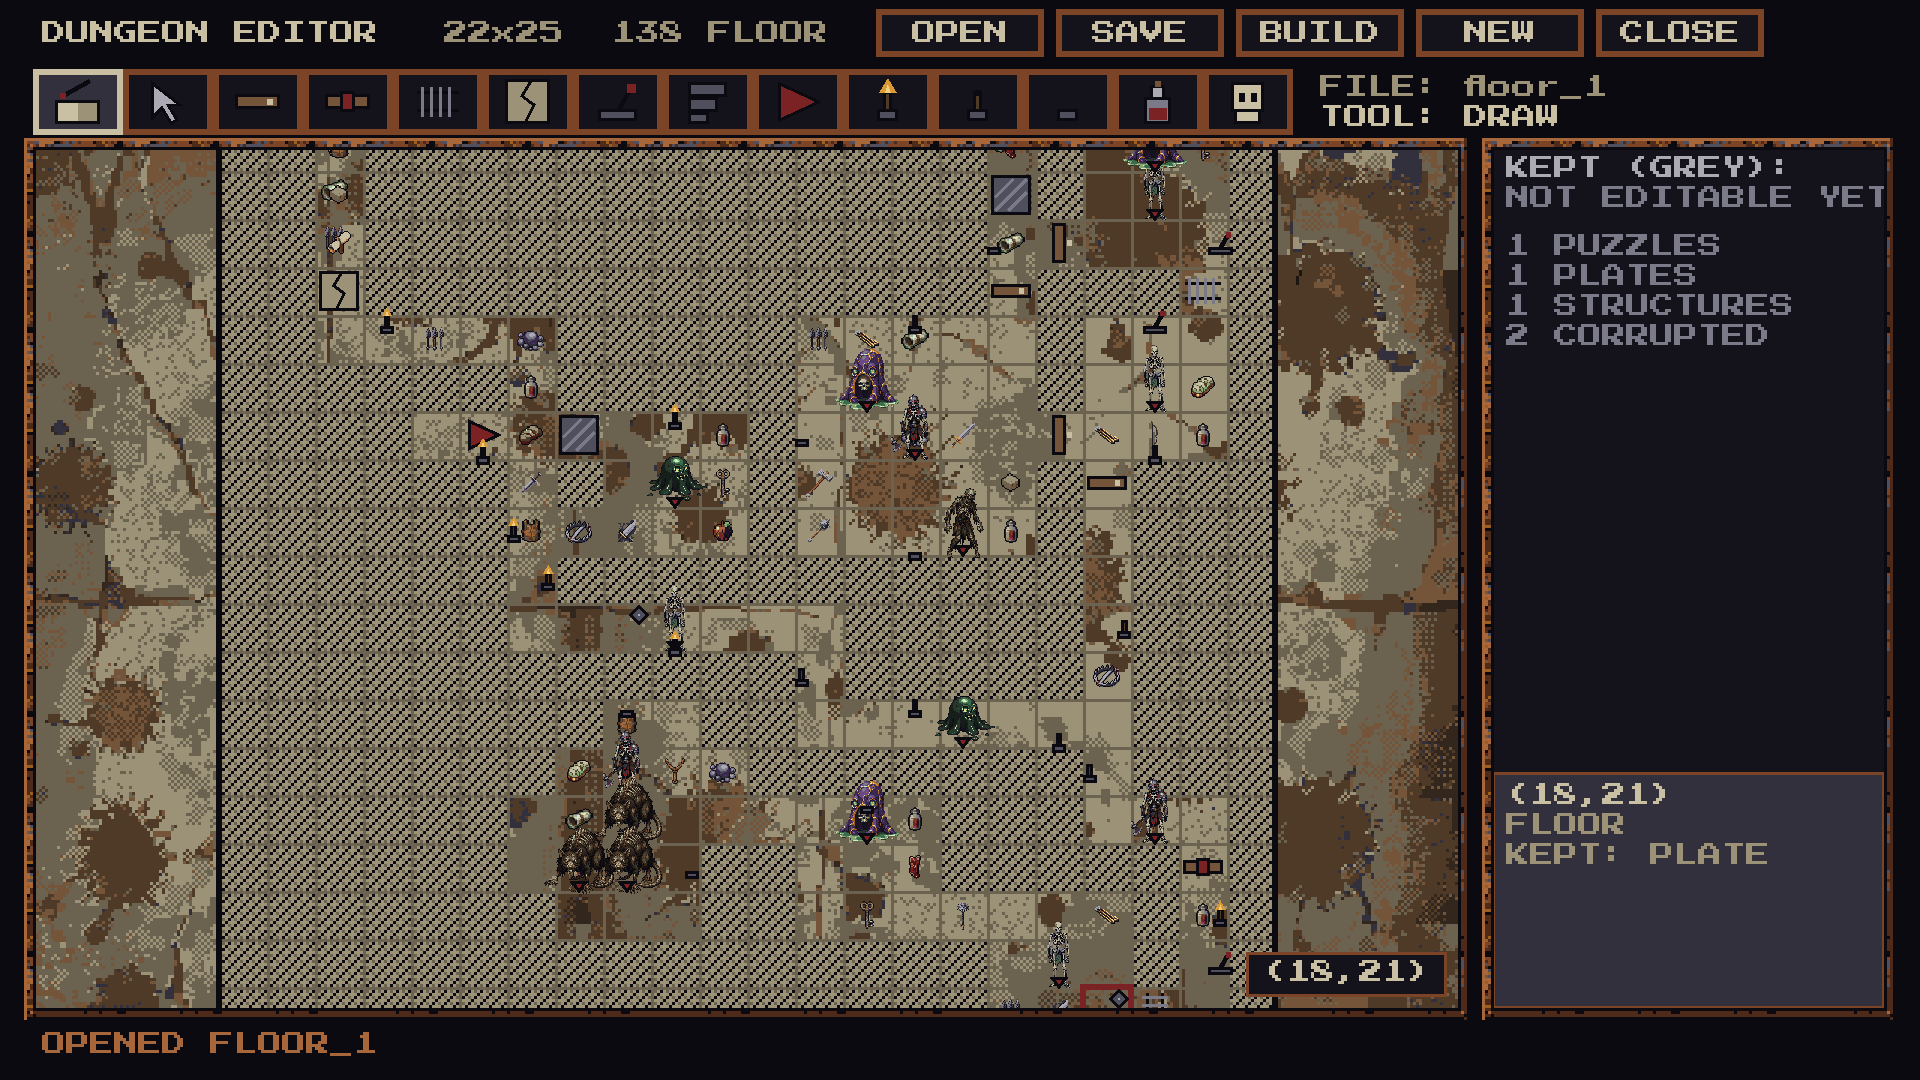 DUNGEON EDITOR 22x25 138 FLOOR OPEN SAVE BUILD NEW CLOSE
FILE: floor_1
TOOL: DRAW
KEPT (GREY):
NOT EDITABLE YET
1 PUZZLES
1 PLATES
1 STRUCTURES
2 CORRUPTED
(18,21)
FLOOR
KEPT: PLATE
(18,21)
OPENED FLOOR_1